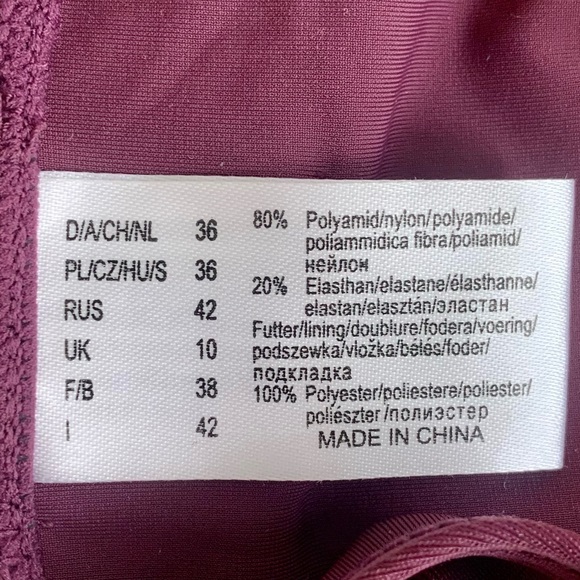 D/A/CH/NL 36
PL/CZ/HU/S 36
RUS 42
UK 10
F/B 38
I 42
80% Polyamid/nylon/polyamide/
poliammidica fibra/poliamid/
нейлон
20% Elasthan/elastane/élasthanne/
elastan/elasztán/эластан
Futter/lining/doublure/fodera/voering/
podszewka/vložka/bélés/foder/
подкладка
100% Polyester/poliestere/poliester/
poliészter/полиэстер
MADE IN CHINA